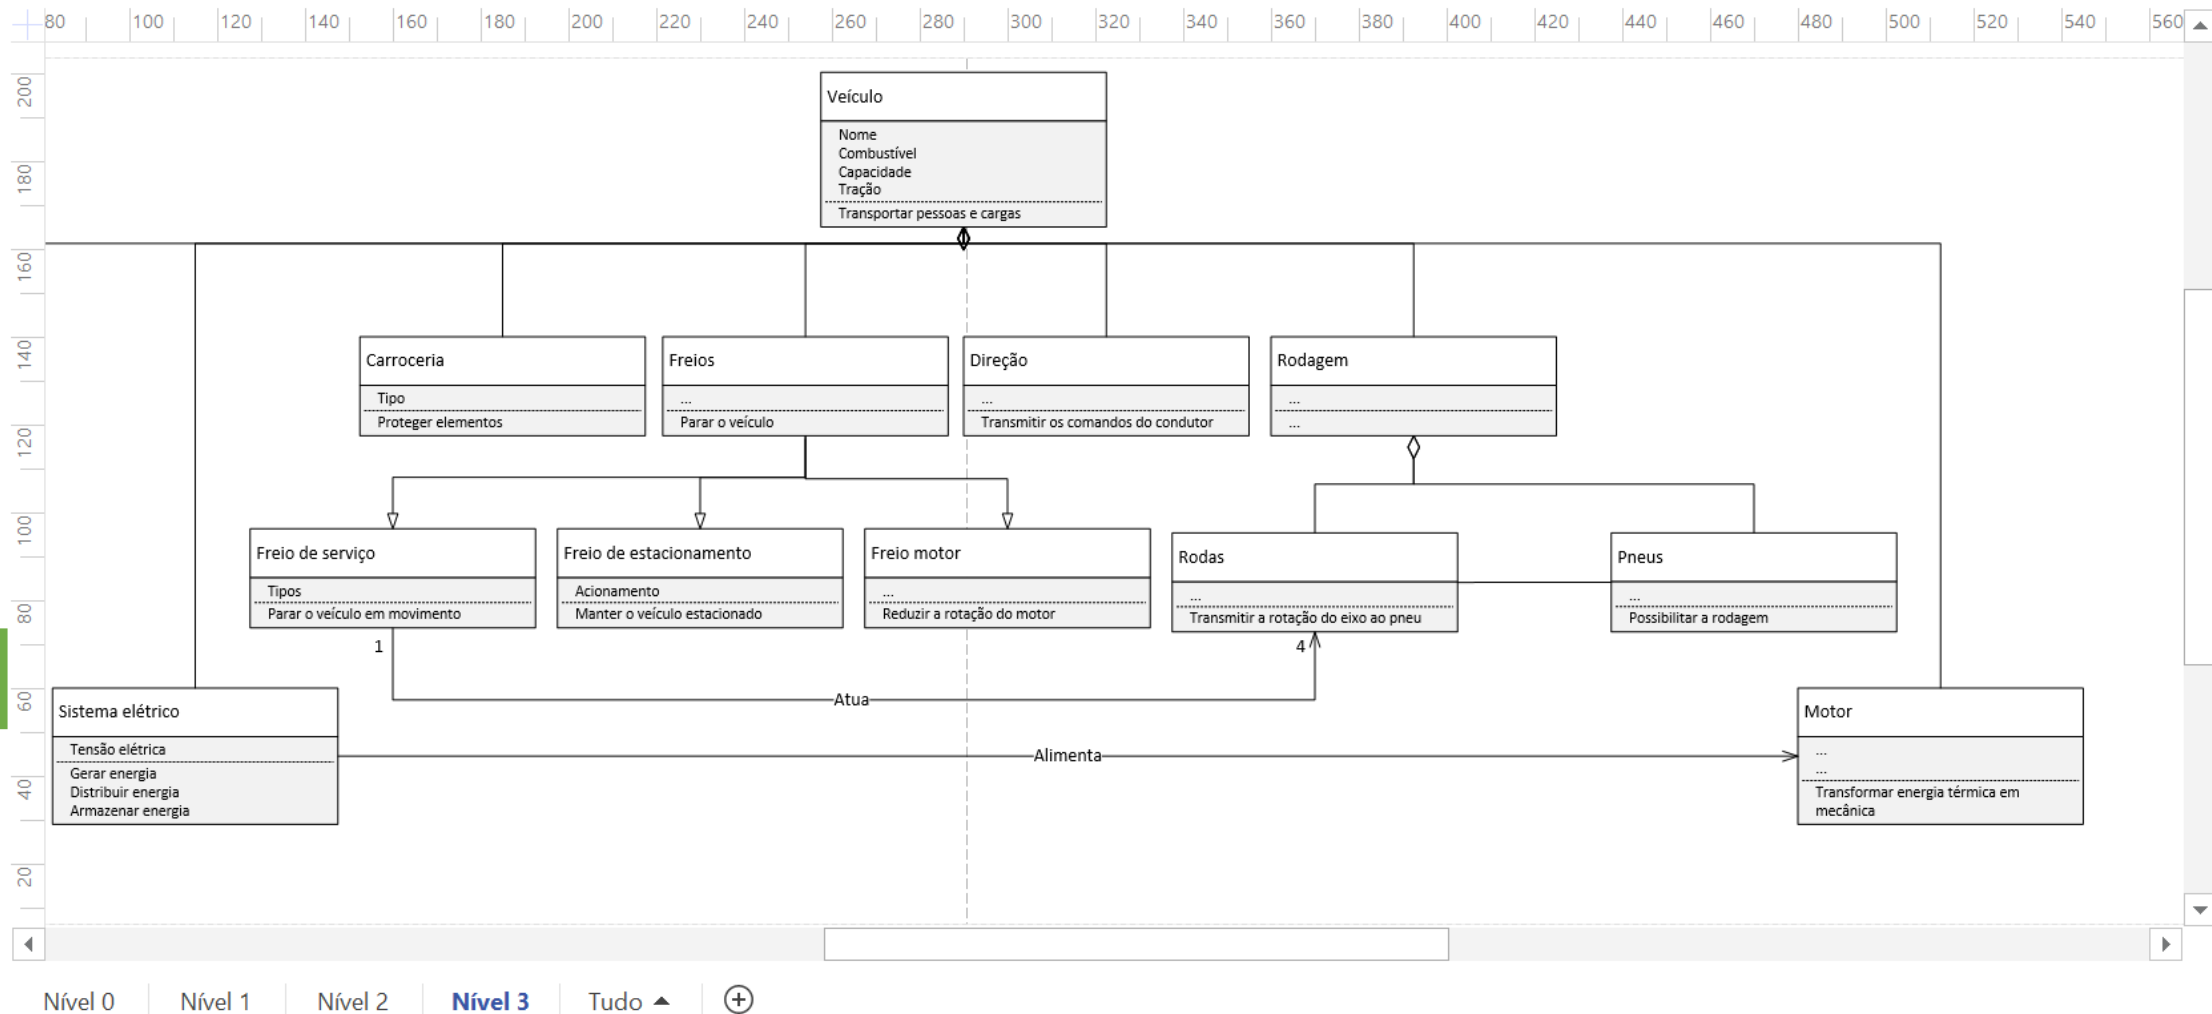 80 100 120 140 160 180 200 220 240 260 280 300 320 340 360 380 400 420 440 460 480 500 520 540 560
200
180
160
140
120
100
80
60
40
20
Veículo
Nome
Combustível
Capacidade
Tração
Transportar pessoas e cargas
Carroceria
Tipo
Proteger elementos
Freios
...
Parar o veículo
Direção
...
Transmitir os comandos do condutor
Rodagem
...
...
Freio de serviço
Tipos
Parar o veículo em movimento
Freio de estacionamento
Acionamento
Manter o veículo estacionado
Freio motor
...
Reduzir a rotação do motor
Rodas
...
Transmitir a rotação do eixo ao pneu
Pneus
...
Possibilitar a rodagem
1
4
Atua
Sistema elétrico
Tensão elétrica
Gerar energia
Distribuir energia
Armazenar energia
Alimenta
Motor
...
...
Transformar energia térmica em
mecânica
Nível 0 Nível 1 Nível 2 Nível 3 Tudo